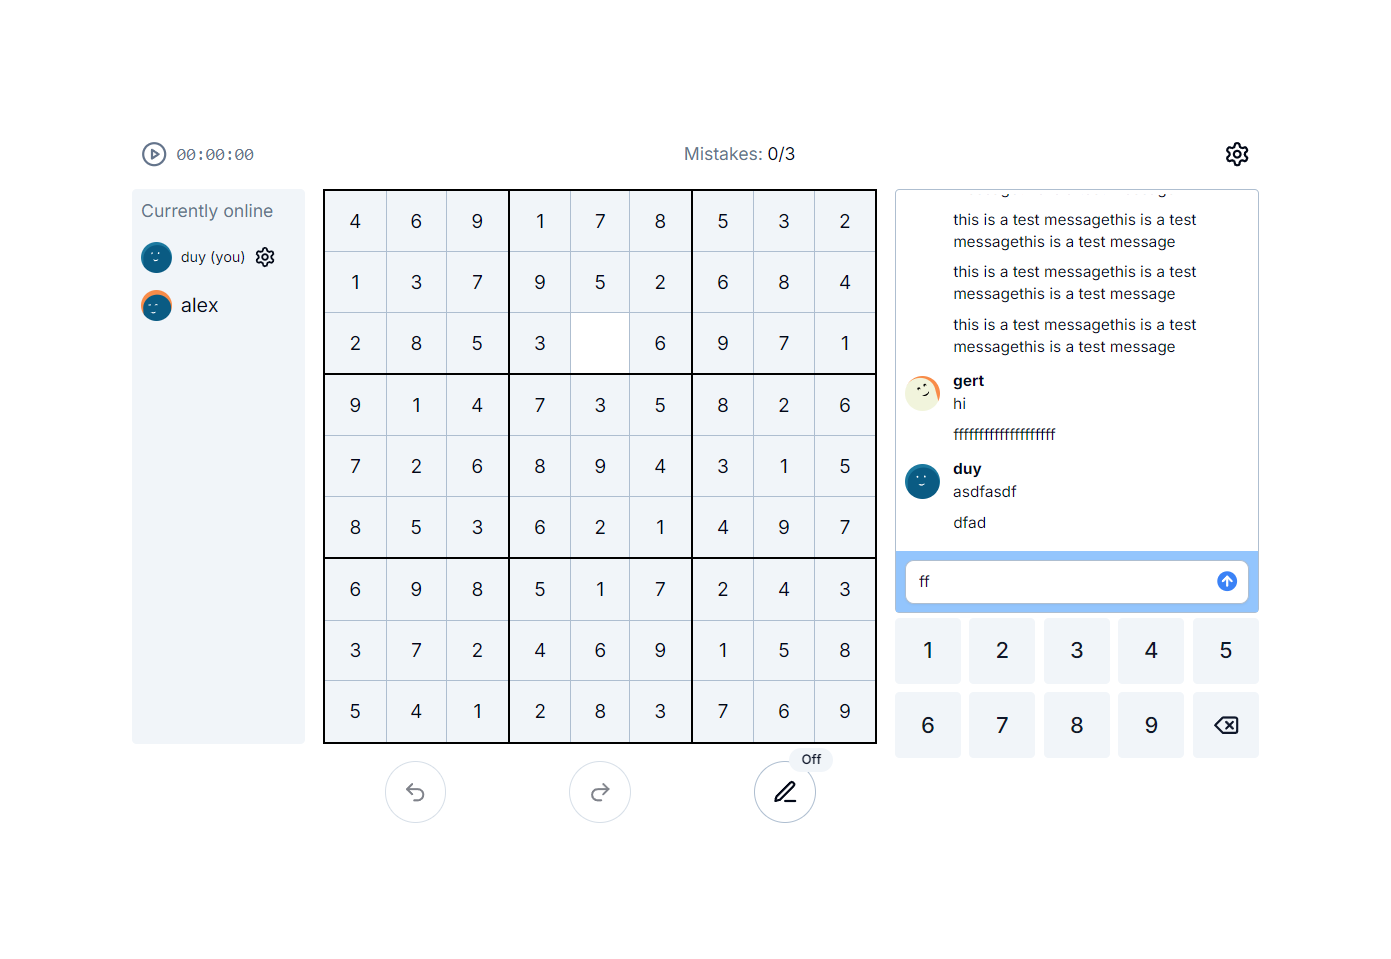 00:00:00
Mistakes: 0/3
Currently online
duy (you)
alex
4 6 9 1 7 8 5 3 2
1 3 7 9 5 2 6 8 4
2 8 5 3 6 9 7 1
9 1 4 7 3 5 8 2 6
7 2 6 8 9 4 3 1 5
8 5 3 6 2 1 4 9 7
6 9 8 5 1 7 2 4 3
3 7 2 4 6 9 1 5 8
5 4 1 2 8 3 7 6 9
Off
this is a test messagethis is a test
messagethis is a test message
this is a test messagethis is a test
messagethis is a test message
this is a test messagethis is a test
messagethis is a test message
gert
hi
ffffffffffffffffffff
duy
asdfasdf
dfad
ff
1 2 3 4 5
6 7 8 9